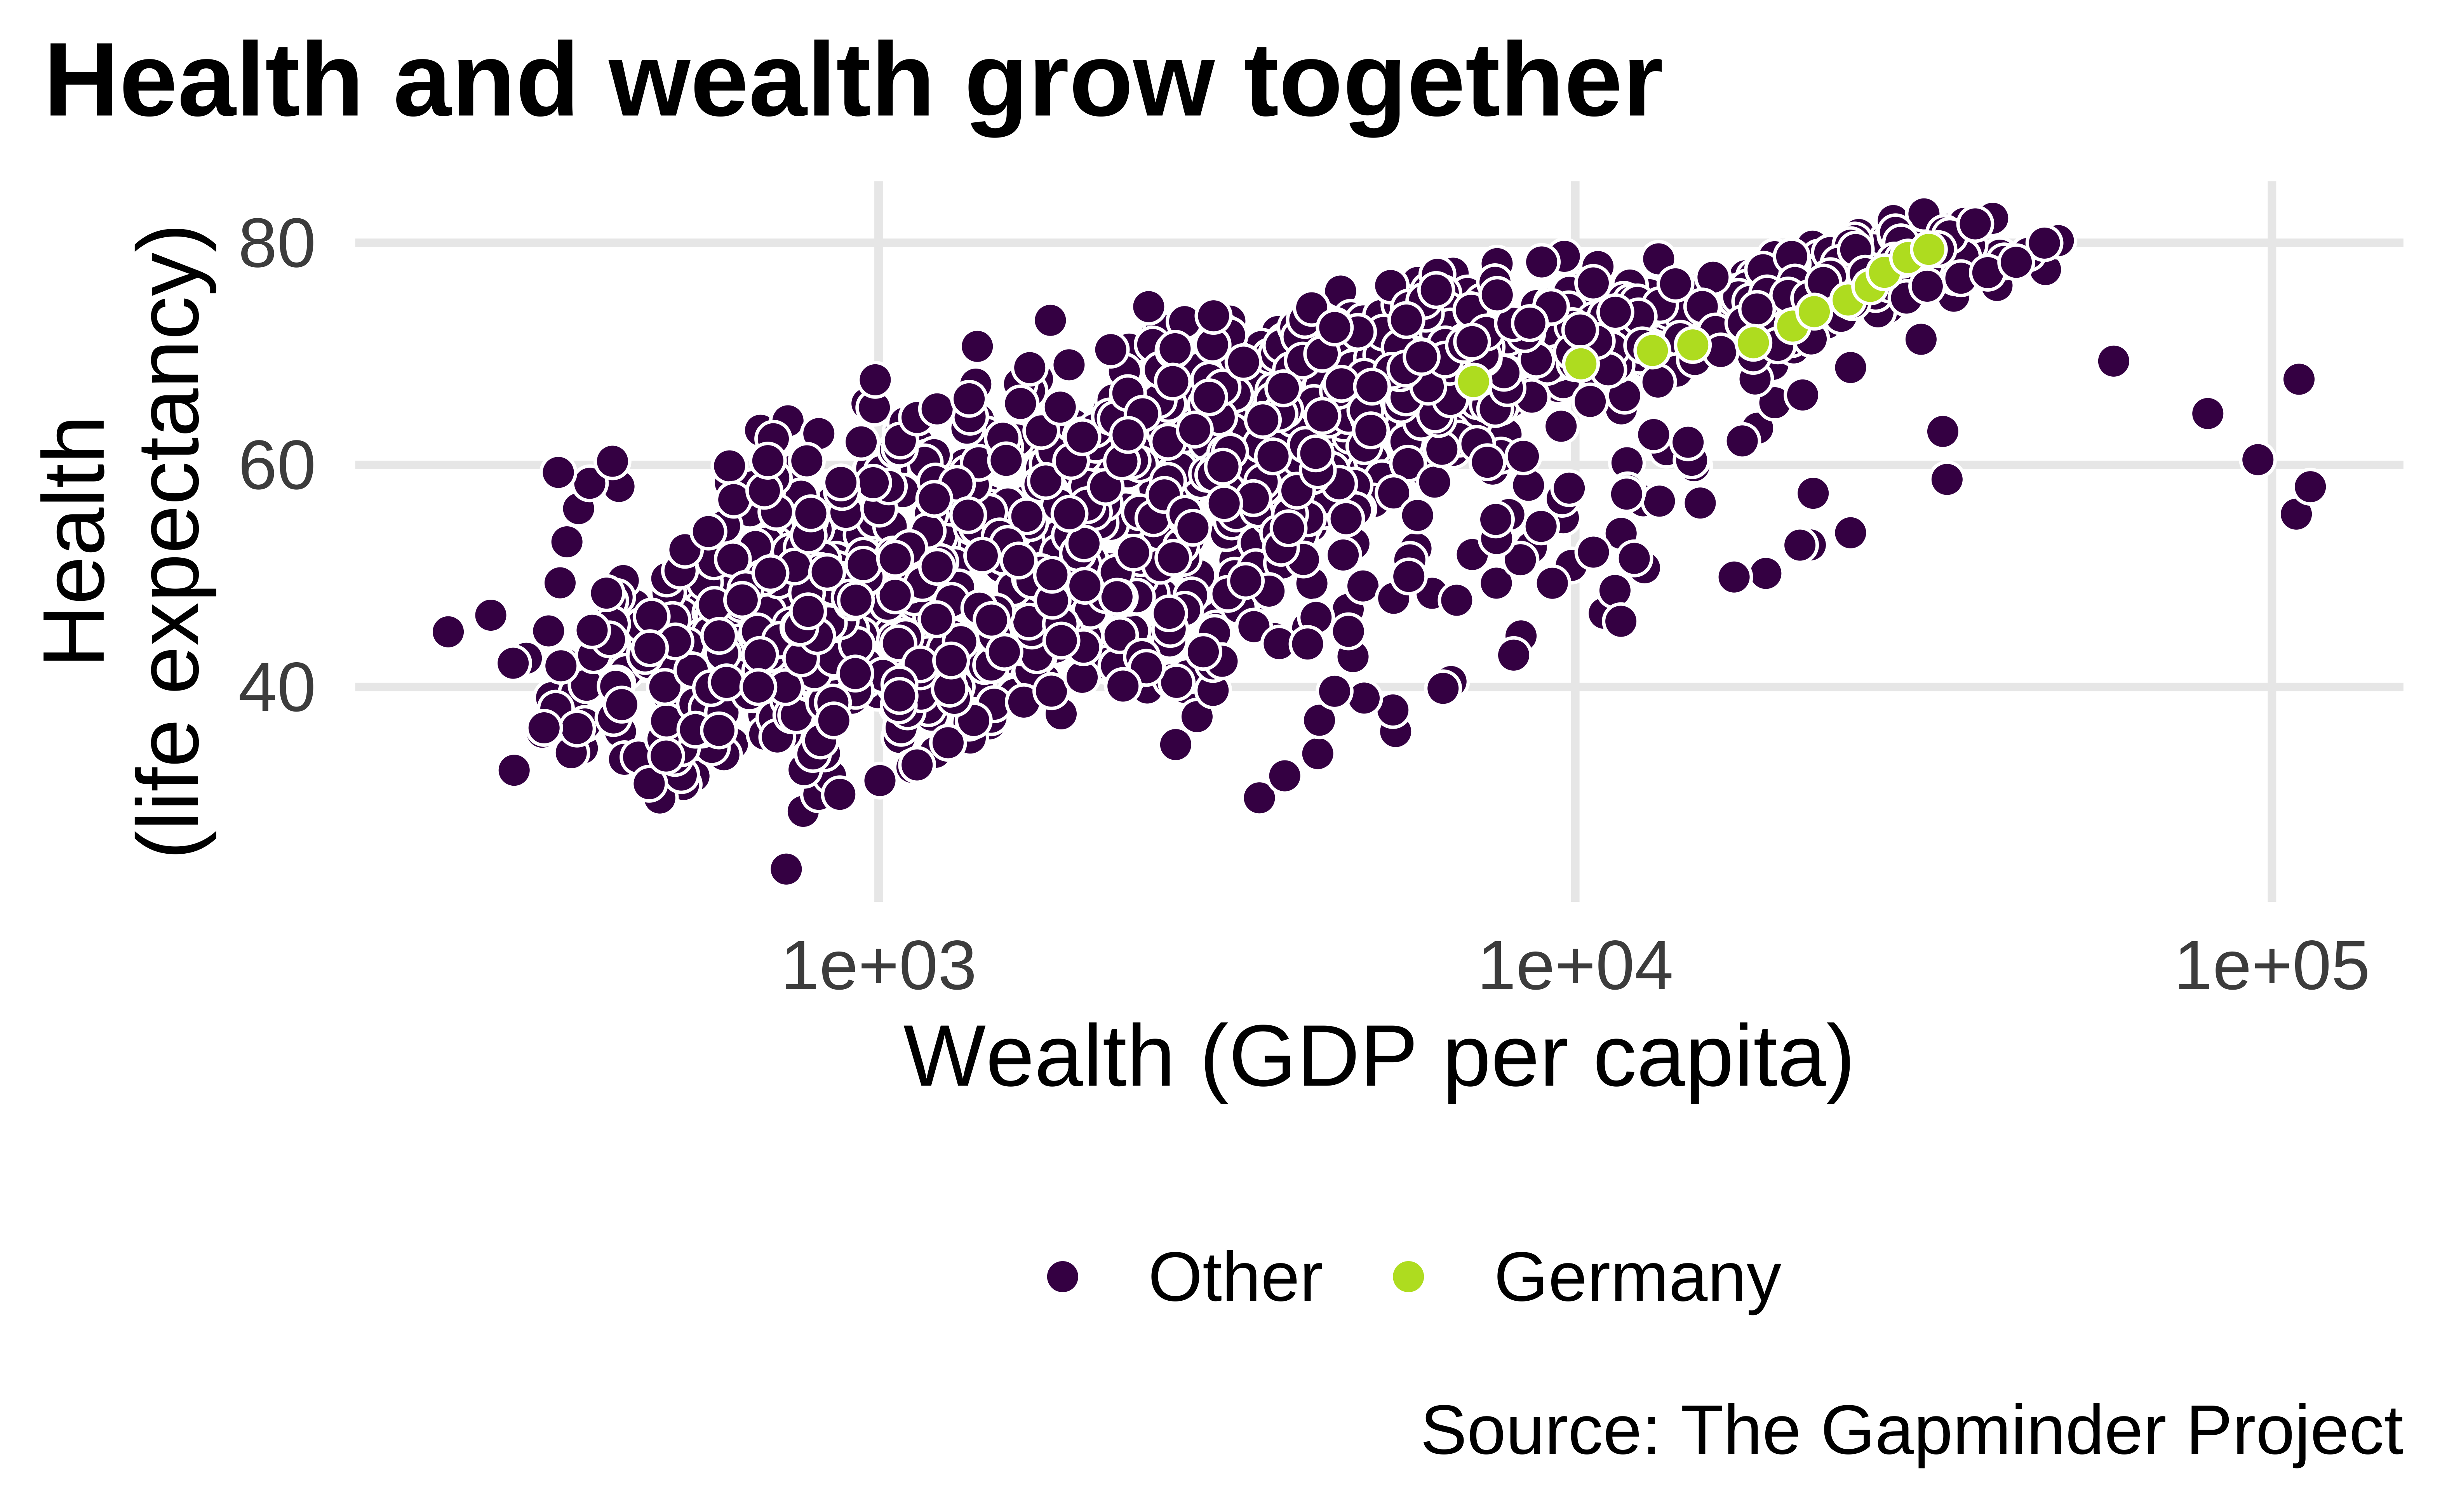 Health and wealth grow together
Health
(life expectancy)
80
60
40
1e+03
1e+04
1e+05
Wealth (GDP per capita)
Other
Germany
Source: The Gapminder Project